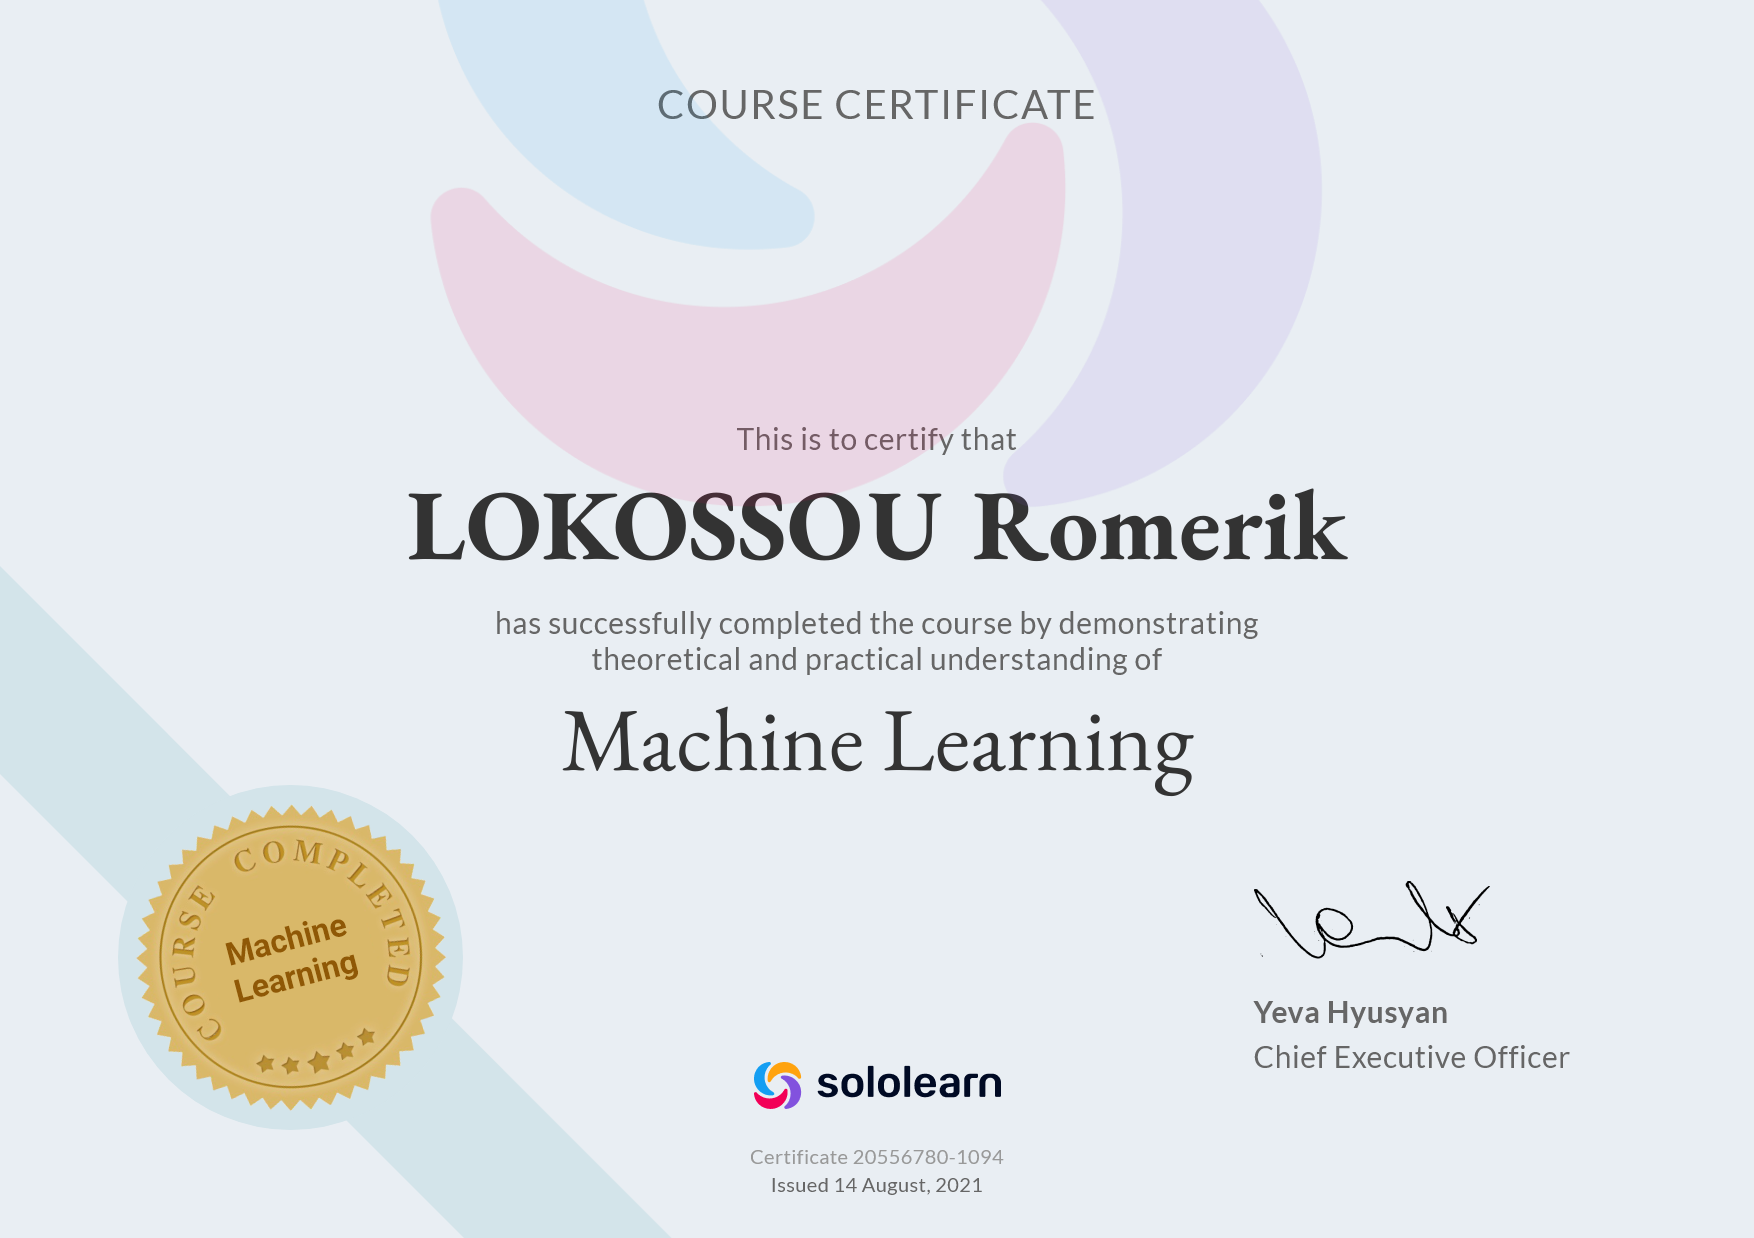 COURSE CERTIFICATE
This is to certify that
LOKOSSOU Romerik
has successfully completed the course by demonstrating
theoretical and practical understanding of
Machine Learning
COURSE COMPLETED
Machine
Learning
Yeva Hyusyan
Chief Executive Officer
sololearn
Certificate 20556780-1094
Issued 14 August, 2021